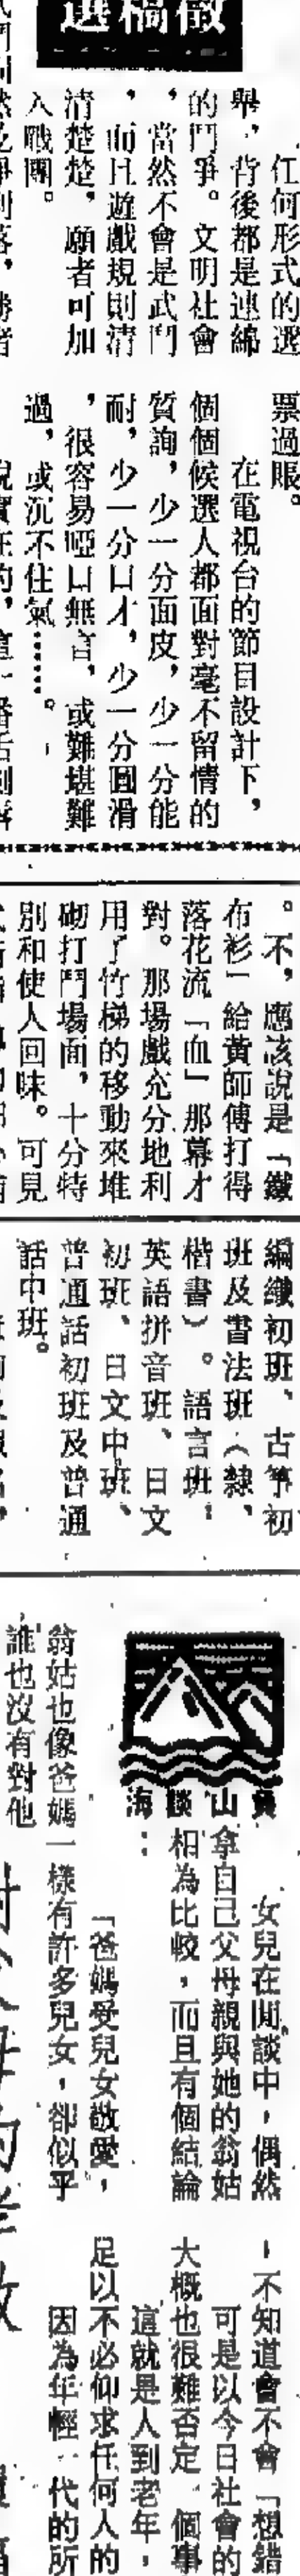 選稿徵
任何形式的選
舉，背後都是連綿
的鬥爭。文明社會
，當然不會是武鬥
，而且遊戲規則清
清楚楚，願者可加
入戰團。
票過賬。
在電視台的節目設計下，
個個候選人都面對毫不留情的
質詢，少一分面皮，少一分能
耐，少一分口才，少一分圓滑
，很容易啞口無言，或難堪難
過，或沉不住氣……。
。不，應該說是「鐵
布衫」給黃師傅打得
落花流「血」那幕才
對。那場戲充分地利
用了竹梯的移動來堆
砌打鬥場面，十分特
別和使人回味。可見
編織初班、古箏初
班及書法班（隸、
楷書）。語言班：
英語拼音班、日文
初班、日文中班、
普通話初班及普通
話中班。
山
談
海
：
女兒在閒談中，偶然
拿自己父母親與她的翁姑
相為比較，而且有個結論
「爸媽受兒女敬愛，
翁姑也像爸媽一樣有許多兒女，卻似乎
誰也沒有對他
不知道會不會「想錯
可是以今日社會的
大概也很難否定一個事
這就是人到老年，
足以不必仰求任何人的
因為年輕一代的所